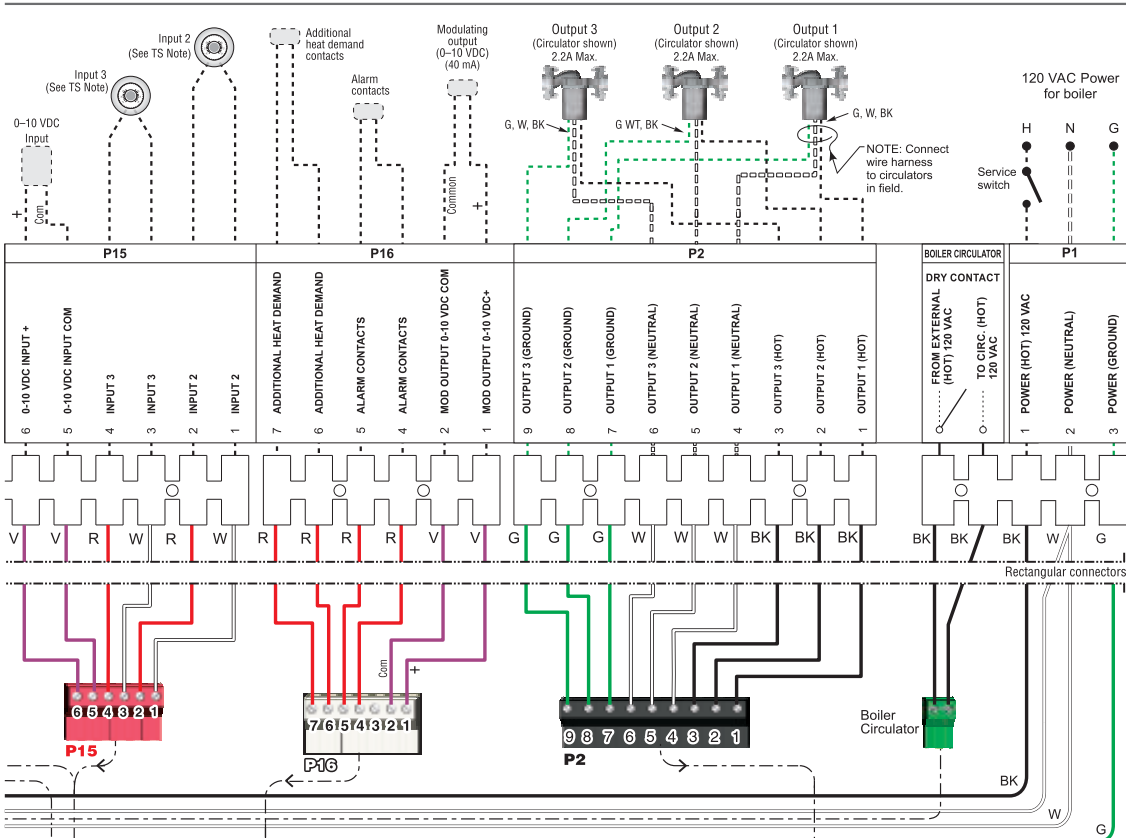 Input 2
(See TS Note)
Input 3
(See TS Note)
0–10 VDC
Input
+
Com
Additional
heat demand
contacts
Alarm
contacts
Modulating
output
(0–10 VDC)
(40 mA)
Common
+
Output 3
(Circulator shown)
2.2A Max.
Output 2
(Circulator shown)
2.2A Max.
Output 1
(Circulator shown)
2.2A Max.
G, W, BK
G WT, BK
G, W, BK
NOTE: Connect
wire harness
to circulators
in field.
120 VAC Power
for boiler
H N G
Service
switch
P15 P16 P2 BOILER CIRCULATOR P1
DRY CONTACT
0-10 VDC INPUT +
0-10 VDC INPUT COM
INPUT 3
INPUT 3
INPUT 2
INPUT 2
ADDITIONAL HEAT DEMAND
ADDITIONAL HEAT DEMAND
ALARM CONTACTS
ALARM CONTACTS
MOD OUTPUT 0-10 VDC COM
MOD OUTPUT 0-10 VDC+
OUTPUT 3 (GROUND)
OUTPUT 2 (GROUND)
OUTPUT 1 (GROUND)
OUTPUT 3 (NEUTRAL)
OUTPUT 2 (NEUTRAL)
OUTPUT 1 (NEUTRAL)
OUTPUT 3 (HOT)
OUTPUT 2 (HOT)
OUTPUT 1 (HOT)
FROM EXTERNAL
(HOT) 120 VAC
TO CIRC. (HOT)
120 VAC
POWER (HOT) 120 VAC
POWER (NEUTRAL)
POWER (GROUND)
6 5 4 3 2 1 7 6 5 4 2 1 9 8 7 6 5 4 3 2 1 1 2 3
V V R W R W R R R R V V G G G W W W BK BK BK BK BK BK W G
Rectangular connectors
Com
+
6 5 4 3 2 1
P15
7 6 5 4 3 2 1
P16
9 8 7 6 5 4 3 2 1
P2
Boiler
Circulator
BK
W
G